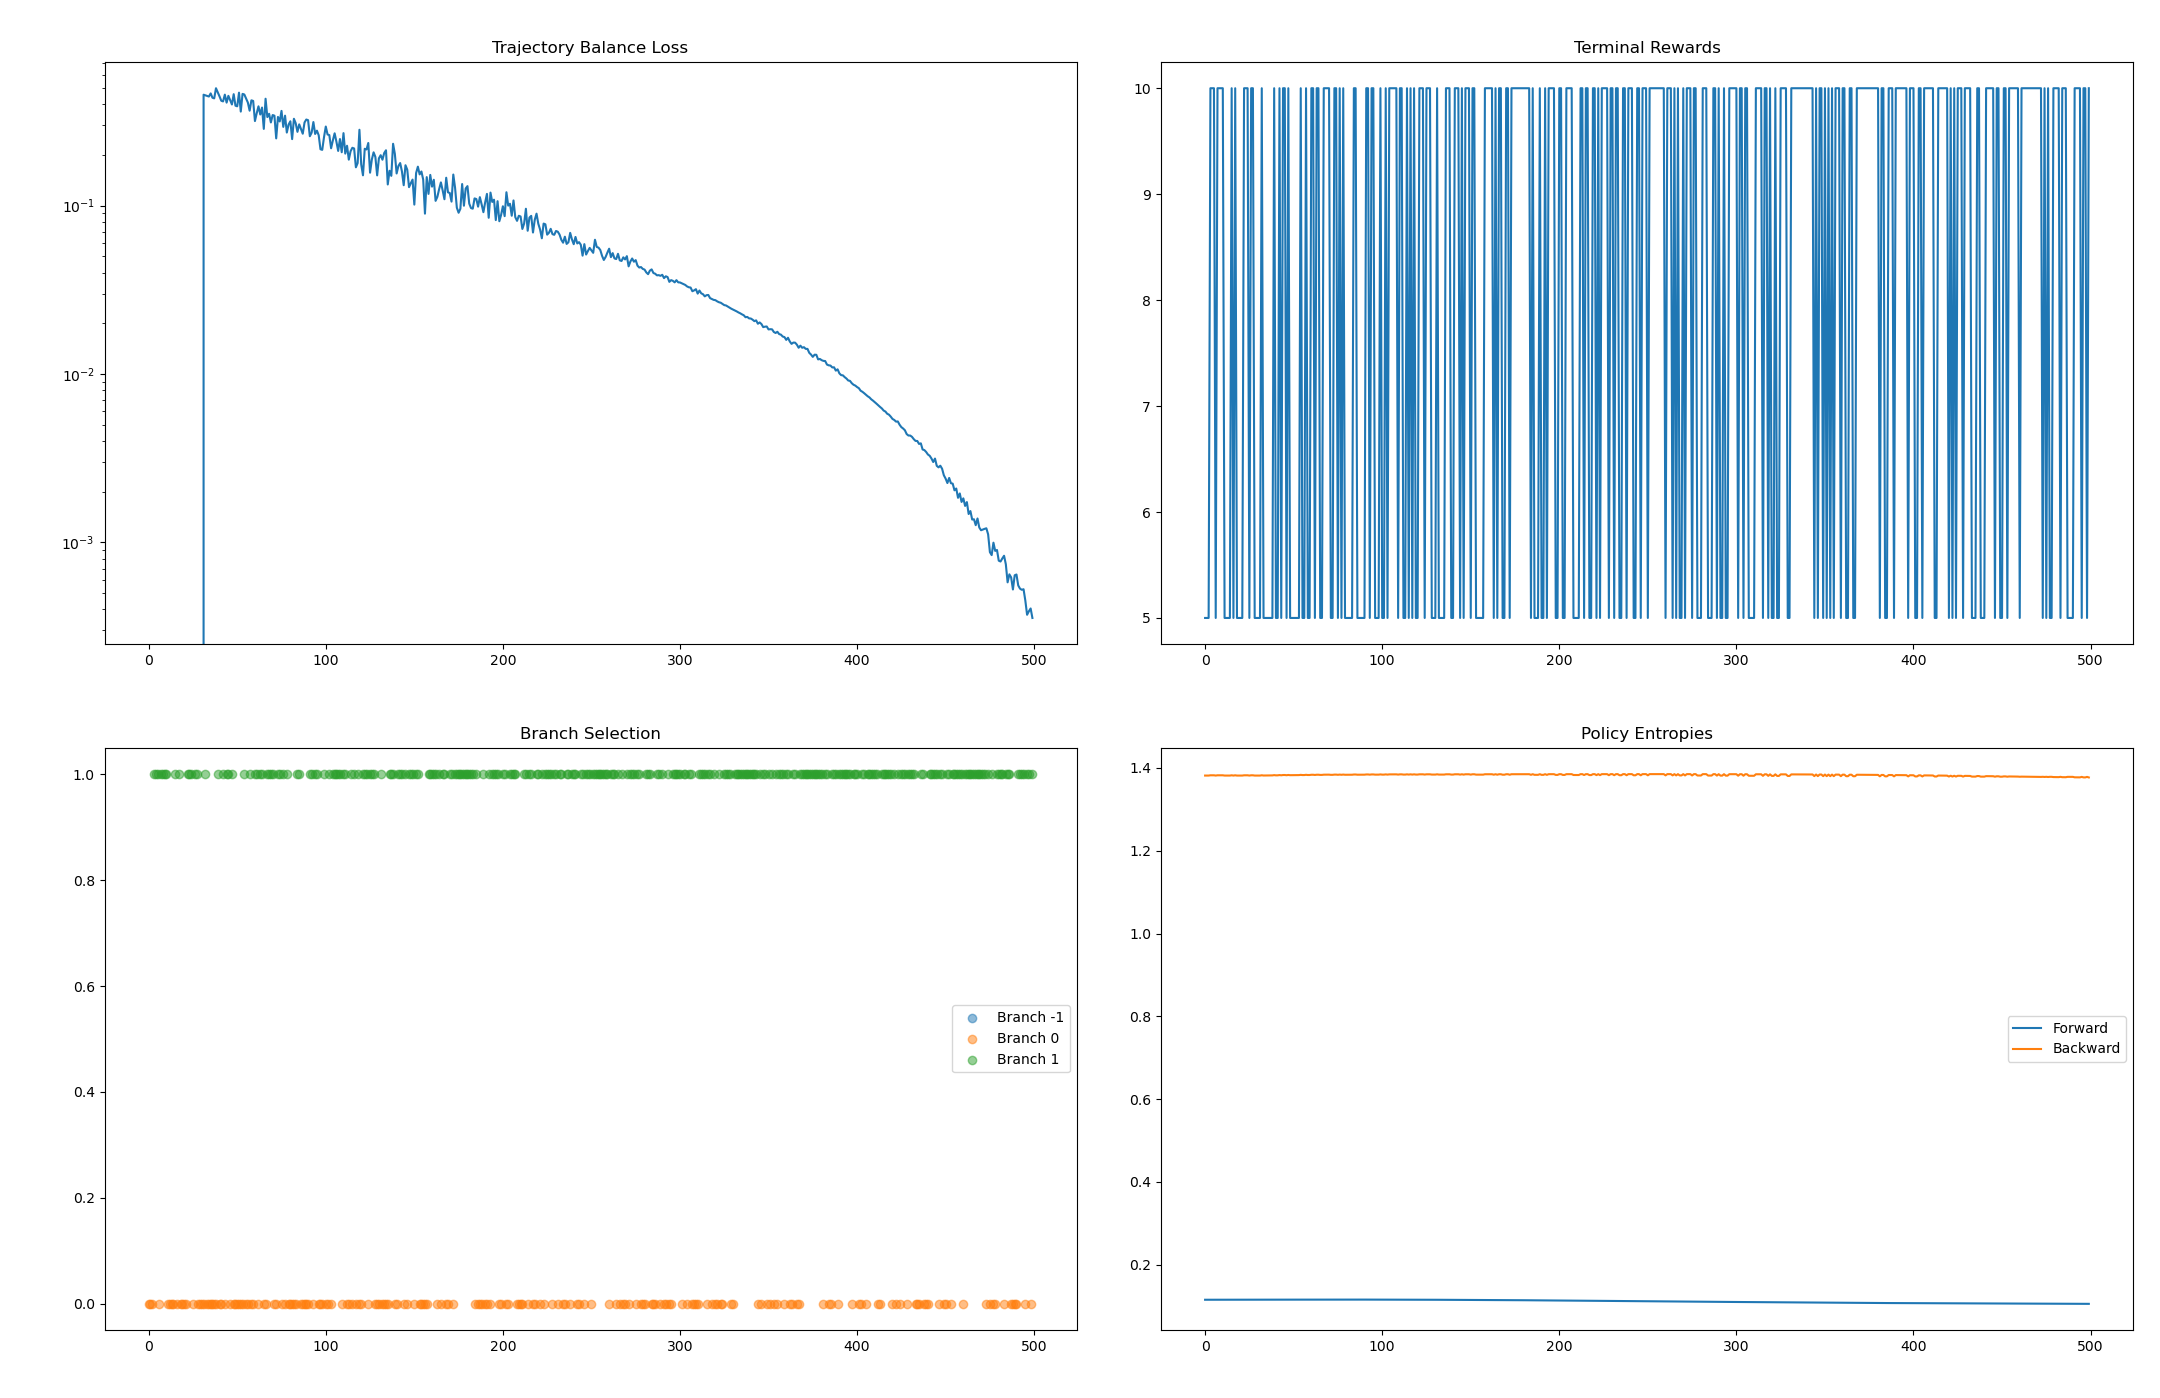 Trajectory Balance Loss
10⁻¹
10⁻²
10⁻³
0 100 200 300 400 500
Terminal Rewards
10
9
8
7
6
5
0 100 200 300 400 500
Branch Selection
1.0
0.8
0.6
0.4
0.2
0.0
Branch -1
Branch 0
Branch 1
0 100 200 300 400 500
Policy Entropies
1.4
1.2
1.0
0.8
0.6
0.4
0.2
Forward
Backward
0 100 200 300 400 500